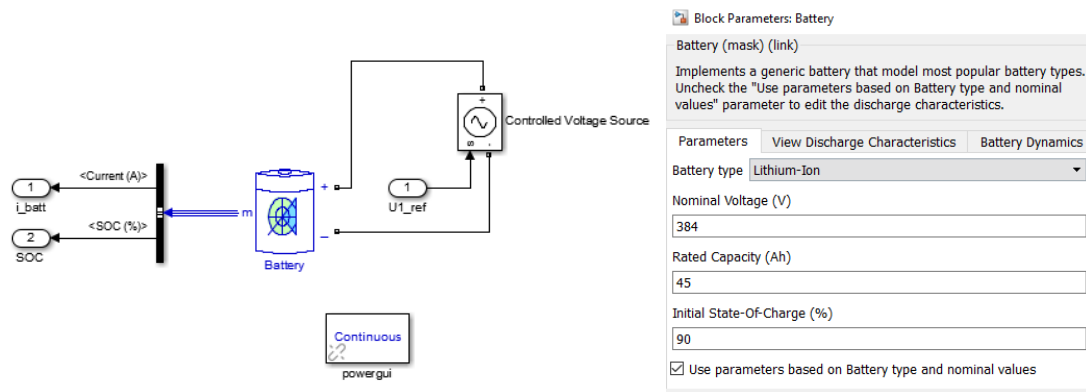 <Current (A)>
1
i_batt
<SOC (%)>
2
SOC
m
+
_
Battery
1
U1_ref
+
s
-
Controlled Voltage Source
Continuous
powergui
Block Parameters: Battery
Battery (mask) (link)
Implements a generic battery that model most popular battery types.
Uncheck the "Use parameters based on Battery type and nominal
values" parameter to edit the discharge characteristics.
Parameters View Discharge Characteristics Battery Dynamics
Battery type Lithium-Ion
Nominal Voltage (V)
384
Rated Capacity (Ah)
45
Initial State-Of-Charge (%)
90
Use parameters based on Battery type and nominal values